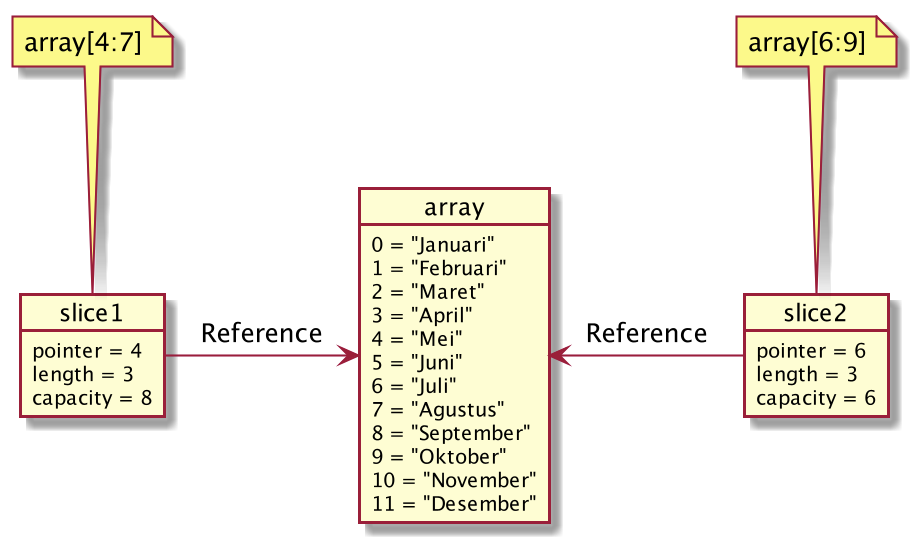 array[4:7]
array[6:9]
array
0 = "Januari"
1 = "Februari"
2 = "Maret"
3 = "April"
4 = "Mei"
5 = "Juni"
6 = "Juli"
7 = "Agustus"
8 = "September"
9 = "Oktober"
10 = "November"
11 = "Desember"
slice1
pointer = 4
length = 3
capacity = 8
Reference
Reference
slice2
pointer = 6
length = 3
capacity = 6